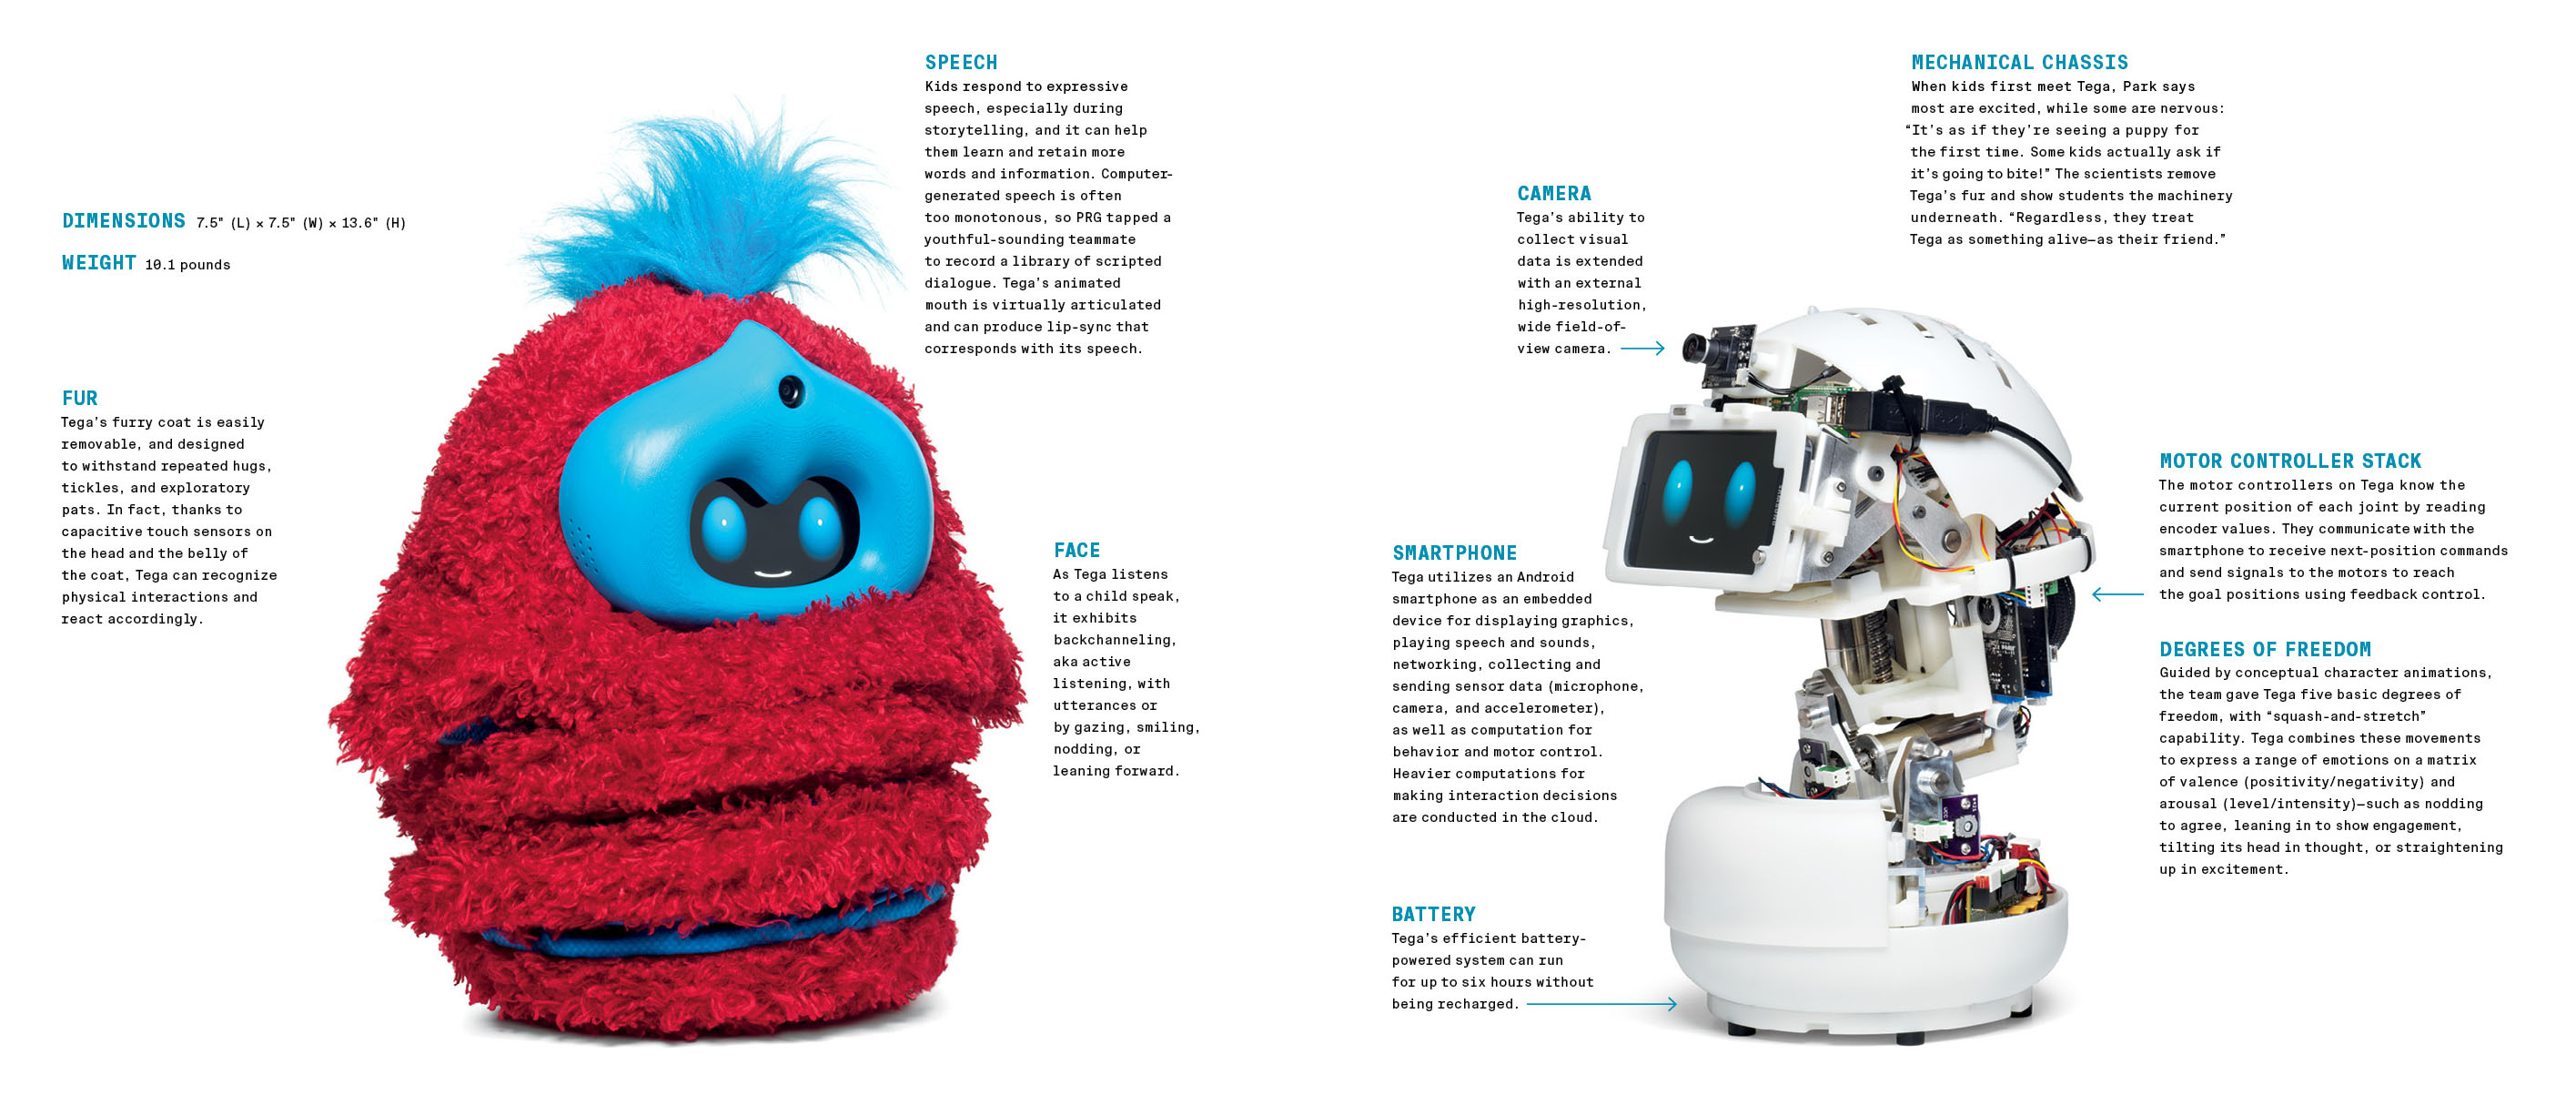 DIMENSIONS 7.5" (L) × 7.5" (W) × 13.6" (H)
WEIGHT 10.1 pounds
FUR
Tega's furry coat is easily
removable, and designed
to withstand repeated hugs,
tickles, and exploratory
pats. In fact, thanks to
capacitive touch sensors on
the head and the belly of
the coat, Tega can recognize
physical interactions and
react accordingly.
SPEECH
Kids respond to expressive
speech, especially during
storytelling, and it can help
them learn and retain more
words and information. Computer-
generated speech is often
too monotonous, so PRG tapped a
youthful-sounding teammate
to record a library of scripted
dialogue. Tega's animated
mouth is virtually articulated
and can produce lip-sync that
corresponds with its speech.
FACE
As Tega listens
to a child speak,
it exhibits
backchanneling,
aka active
listening, with
utterances or
by gazing, smiling,
nodding, or
leaning forward.
CAMERA
Tega's ability to
collect visual
data is extended
with an external
high-resolution,
wide field-of-
view camera.
SMARTPHONE
Tega utilizes an Android
smartphone as an embedded
device for displaying graphics,
playing speech and sounds,
networking, collecting and
sending sensor data (microphone,
camera, and accelerometer),
as well as computation for
behavior and motor control.
Heavier computations for
making interaction decisions
are conducted in the cloud.
BATTERY
Tega's efficient battery-
powered system can run
for up to six hours without
being recharged.
MECHANICAL CHASSIS
When kids first meet Tega, Park says
most are excited, while some are nervous:
“It's as if they're seeing a puppy for
the first time. Some kids actually ask if
it's going to bite!” The scientists remove
Tega's fur and show students the machinery
underneath. “Regardless, they treat
Tega as something alive—as their friend.”
MOTOR CONTROLLER STACK
The motor controllers on Tega know the
current position of each joint by reading
encoder values. They communicate with the
smartphone to receive next-position commands
and send signals to the motors to reach
the goal positions using feedback control.
DEGREES OF FREEDOM
Guided by conceptual character animations,
the team gave Tega five basic degrees of
freedom, with “squash-and-stretch”
capability. Tega combines these movements
to express a range of emotions on a matrix
of valence (positivity/negativity) and
arousal (level/intensity)—such as nodding
to agree, leaning in to show engagement,
tilting its head in thought, or straightening
up in excitement.